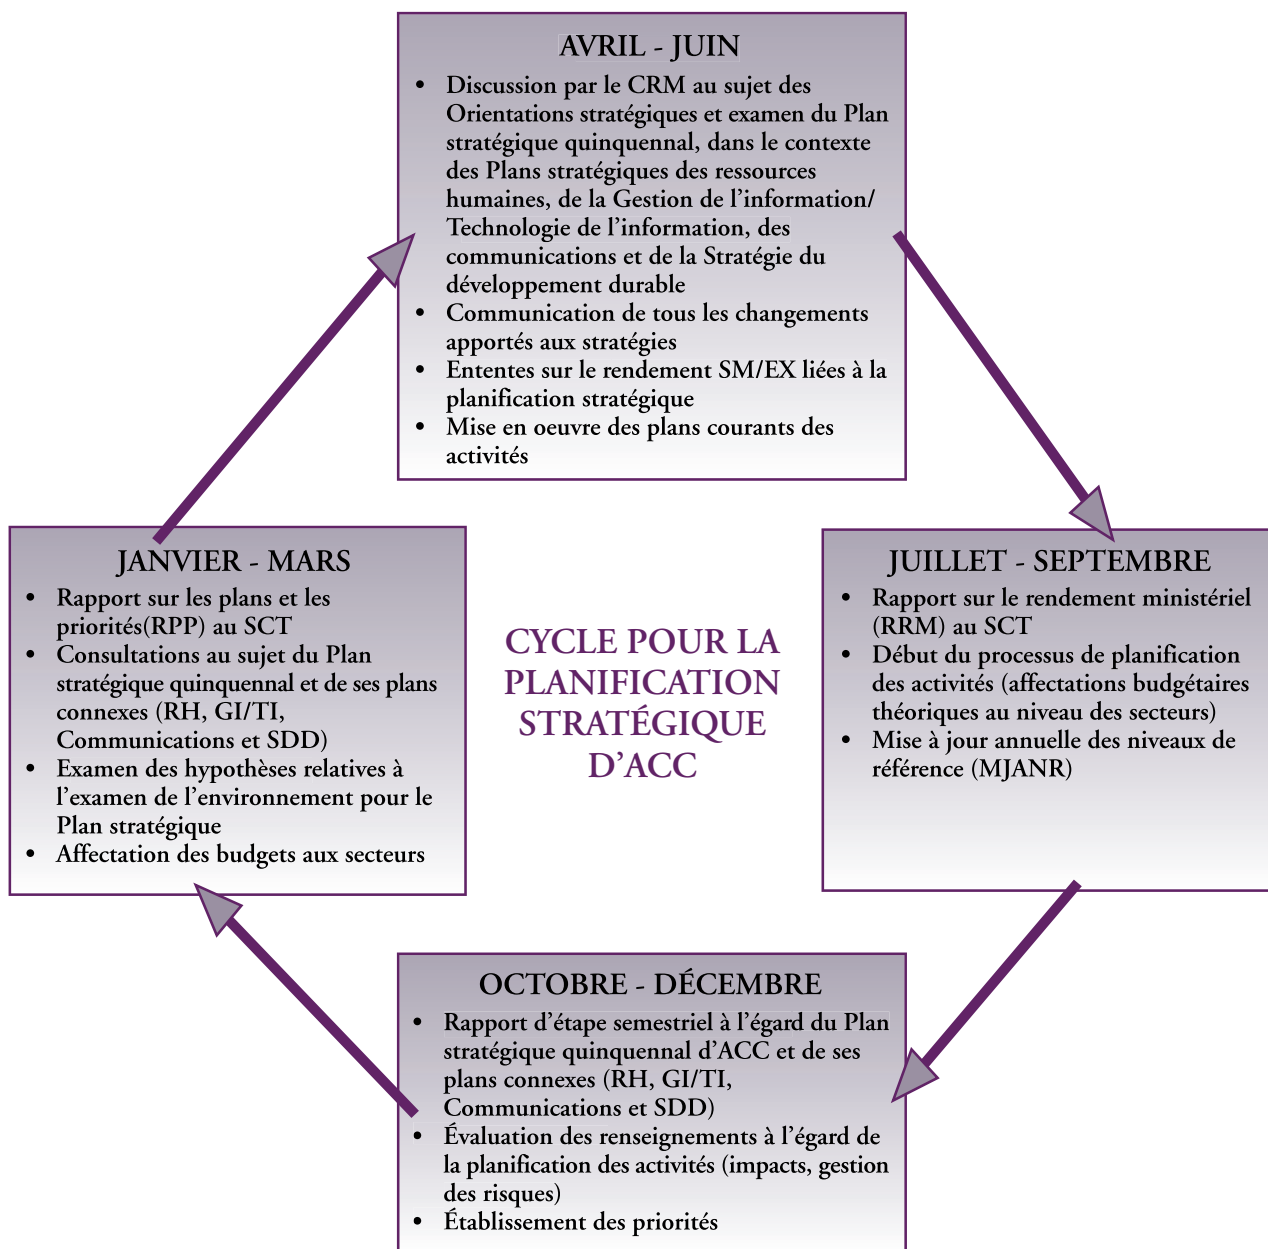 AVRIL - JUIN
• Discussion par le CRM au sujet des
Orientations stratégiques et examen du Plan
stratégique quinquennal, dans le contexte
des Plans stratégiques des ressources
humaines, de la Gestion de l’information/
Technologie de l’information, des
communications et de la Stratégie du
développement durable
• Communication de tous les changements
apportés aux stratégies
• Ententes sur le rendement SM/EX liées à la
planification stratégique
• Mise en oeuvre des plans courants des
activités
JANVIER - MARS
• Rapport sur les plans et les
priorités(RPP) au SCT
• Consultations au sujet du Plan
stratégique quinquennal et de ses plans
connexes (RH, GI/TI,
Communications et SDD)
• Examen des hypothèses relatives à
l’examen de l’environnement pour le
Plan stratégique
• Affectation des budgets aux secteurs
CYCLE POUR LA
PLANIFICATION
STRATÉGIQUE
D’ACC
JUILLET - SEPTEMBRE
• Rapport sur le rendement ministériel
(RRM) au SCT
• Début du processus de planification
des activités (affectations budgétaires
théoriques au niveau des secteurs)
• Mise à jour annuelle des niveaux de
référence (MJANR)
OCTOBRE - DÉCEMBRE
• Rapport d’étape semestriel à l’égard du Plan
stratégique quinquennal d’ACC et de ses
plans connexes (RH, GI/TI,
Communications et SDD)
• Évaluation des renseignements à l’égard de
la planification des activités (impacts, gestion
des risques)
• Établissement des priorités